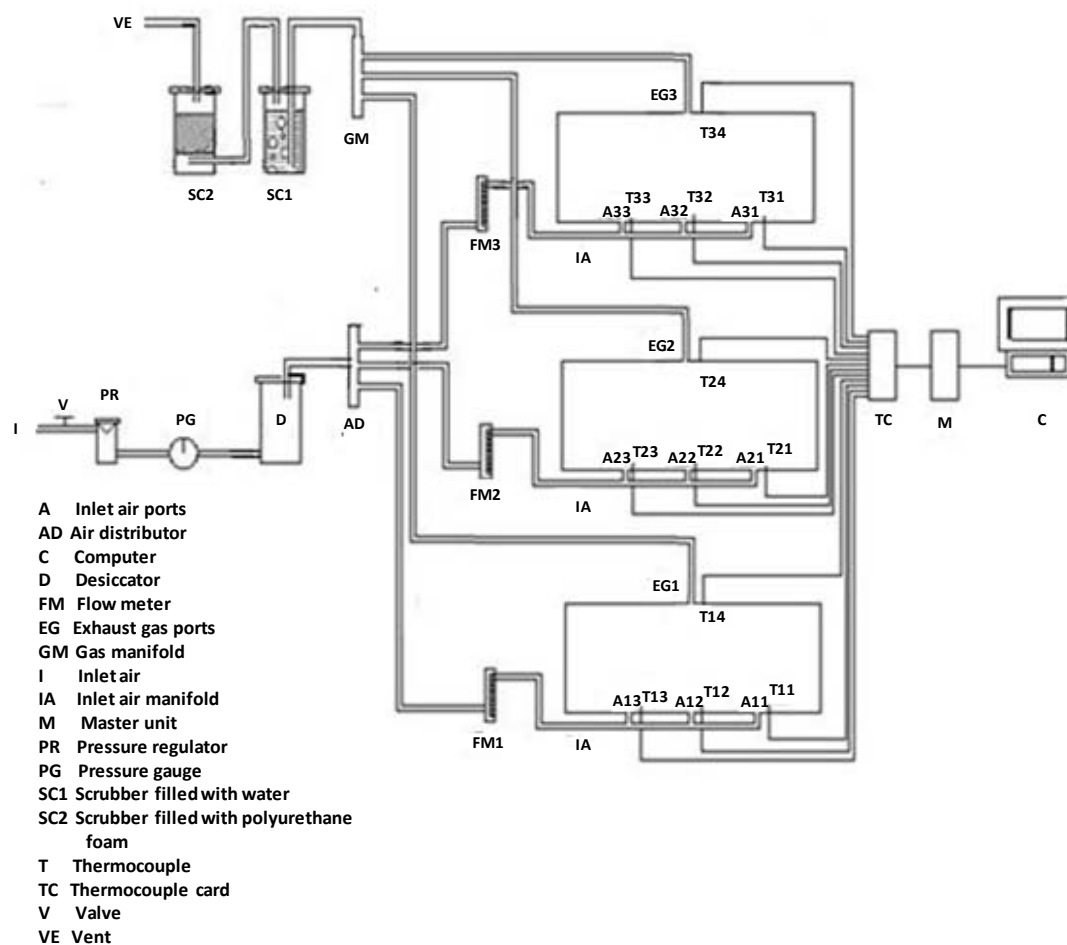 VE
SC2
SC1
GM
EG3
T34
T33
T32
T31
A33
A32
A31
FM3
IA
EG2
T24
T23
T22
T21
A23
A22
A21
FM2
IA
I
V
PR
PG
D
AD
TC
M
C
EG1
T14
T13
T12
T11
A13
A12
A11
FM1
IA
A Inlet air ports
AD Air distributor
C Computer
D Desiccator
FM Flow meter
EG Exhaust gas ports
GM Gas manifold
I Inlet air
IA Inlet air manifold
M Master unit
PR Pressure regulator
PG Pressure gauge
SC1 Scrubber filled with water
SC2 Scrubber filled with polyurethane
foam
T Thermocouple
TC Thermocouple card
V Valve
VE Vent